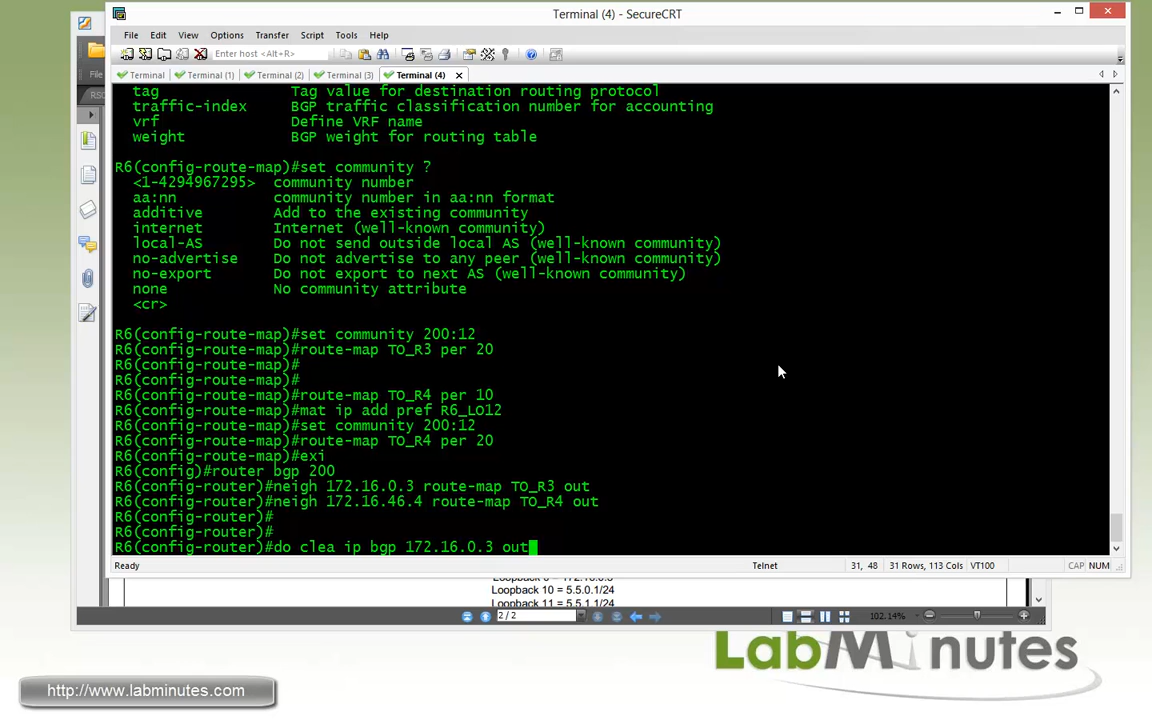 Terminal (4) - SecureCRT
File Edit View Options Transfer Script Tools Help
Enter host <Alt+R>
File
Terminal Terminal (1) Terminal (2) Terminal (3) Terminal (4)
tag Tag value for destination routing protocol
traffic-index BGP traffic classification number for accounting
vrf Define VRF name
weight BGP weight for routing table
R6(config-route-map)#set community ?
<1-4294967295> community number
aa:nn community number in aa:nn format
additive Add to the existing community
internet Internet (well-known community)
local-AS Do not send outside local AS (well-known community)
no-advertise Do not advertise to any peer (well-known community)
no-export Do not export to next AS (well-known community)
none No community attribute
<cr>
R6(config-route-map)#set community 200:12
R6(config-route-map)#route-map TO_R3 per 20
R6(config-route-map)#
R6(config-route-map)#
R6(config-route-map)#route-map TO_R4 per 10
R6(config-route-map)#mat ip add pref R6_LO12
R6(config-route-map)#set community 200:12
R6(config-route-map)#route-map TO_R4 per 20
R6(config-route-map)#exi
R6(config)#router bgp 200
R6(config-router)#neigh 172.16.0.3 route-map TO_R3 out
R6(config-router)#neigh 172.16.46.4 route-map TO_R4 out
R6(config-router)#
R6(config-router)#
R6(config-router)#do clea ip bgp 172.16.0.3 out
Ready Telnet 31, 48 31 Rows, 113 Cols VT100 CAP NUM
Loopback 10 = 5.5.0.1/24
Loopback 11 = 5.5.1.1/24
2 / 2 102.14%
LabMinutes
http://www.labminutes.com